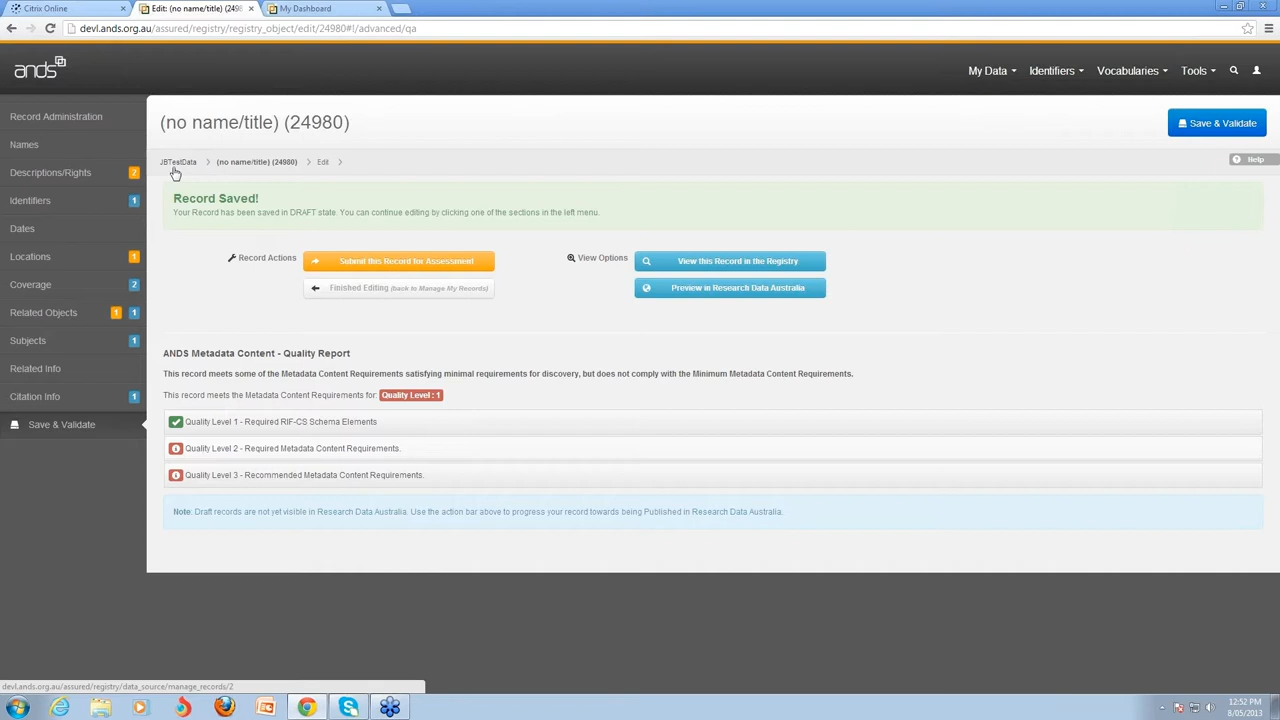 Citrix Online
Edit: (no name/title) (2498
My Dashboard
devl.ands.org.au/assured/registry/registry_object/edit/24980#!/advanced/qa
ands
My Data
Identifiers
Vocabularies
Tools
Record Administration
Names
Descriptions/Rights 2
Identifiers 1
Dates
Locations 1
Coverage 2
Related Objects 1 1
Subjects 1
Related Info
Citation Info 1
Save & Validate
(no name/title) (24980)
Save & Validate
JBTestData
(no name/title) (24980)
Edit
Help
Record Saved!
Your Record has been saved in DRAFT state. You can continue editing by clicking one of the sections in the left menu.
Record Actions
Submit this Record for Assessment
Finished Editing (back to Manage My Records)
View Options
View this Record in the Registry
Preview in Research Data Australia
ANDS Metadata Content - Quality Report
This record meets some of the Metadata Content Requirements satisfying minimal requirements for discovery, but does not comply with the Minimum Metadata Content Requirements.
This record meets the Metadata Content Requirements for: Quality Level : 1
Quality Level 1 - Required RIF-CS Schema Elements
Quality Level 2 - Required Metadata Content Requirements.
Quality Level 3 - Recommended Metadata Content Requirements.
Note: Draft records are not yet visible in Research Data Australia. Use the action bar above to progress your record towards being Published in Research Data Australia.
devl.ands.org.au/assured/registry/data_source/manage_records/2
12:52 PM
8/05/2013